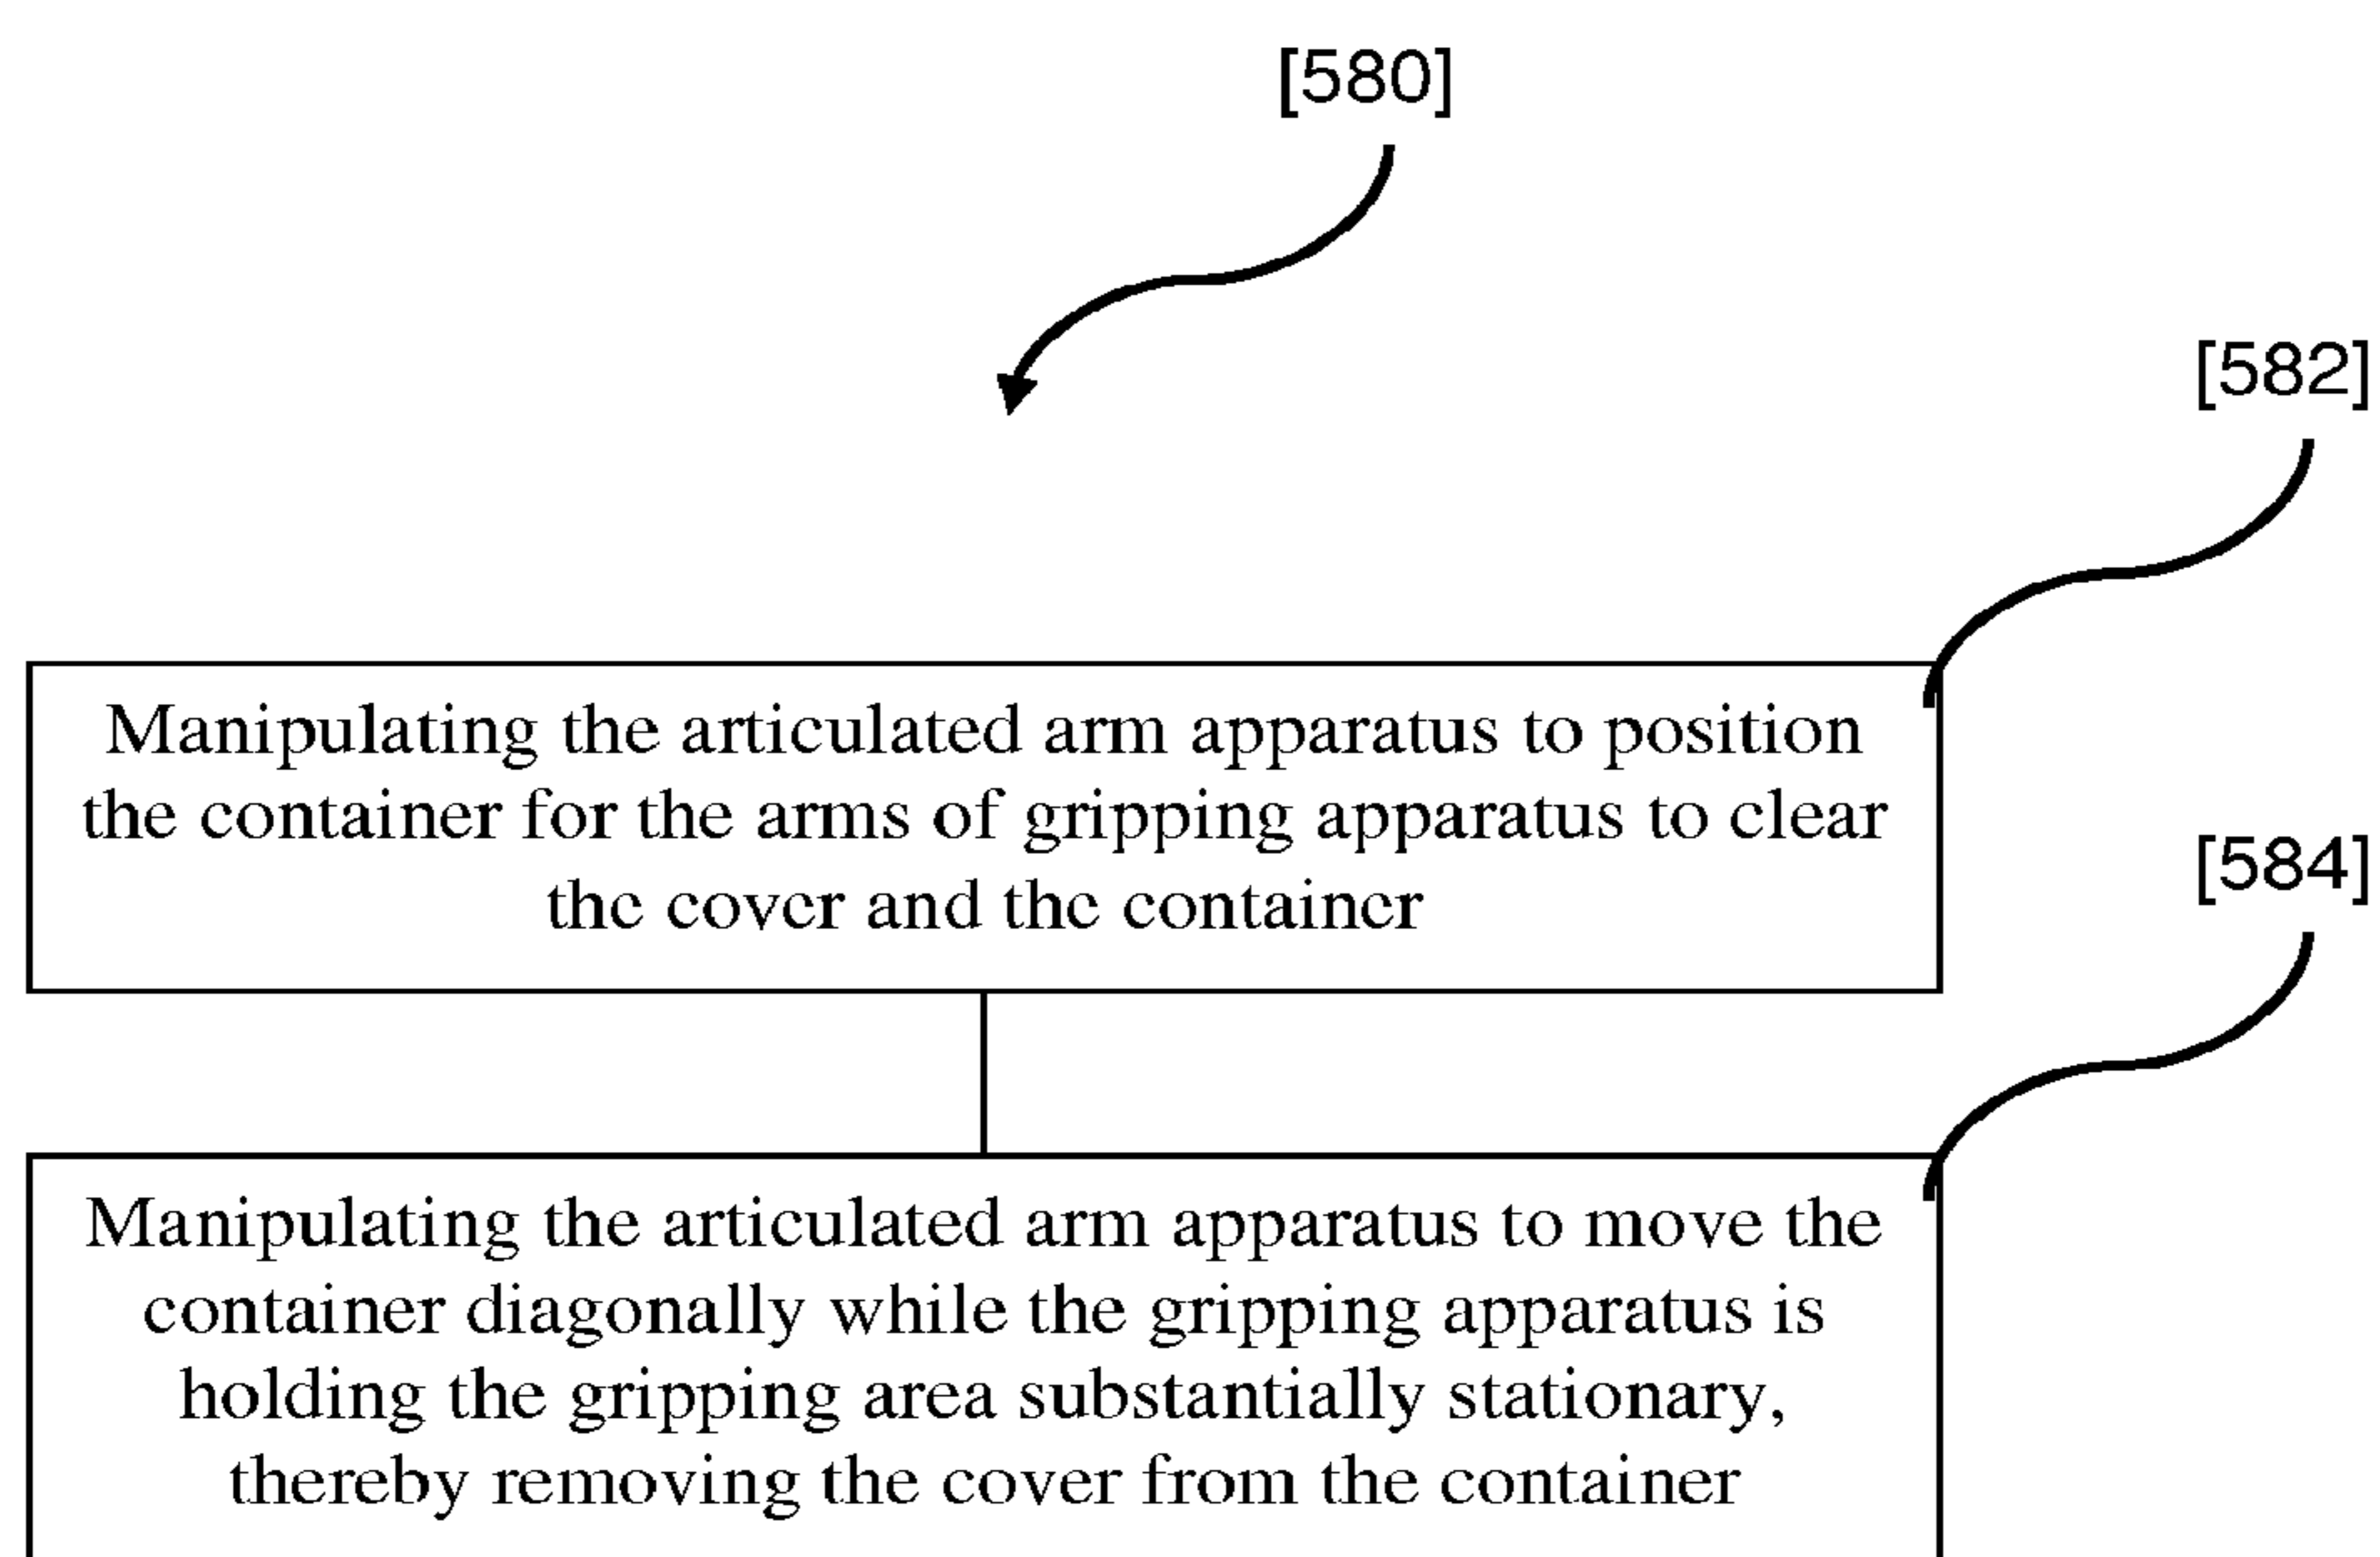 [580]
[582]
Manipulating the articulated arm apparatus to position
the container for the arms of gripping apparatus to clear
the cover and the container
[584]
Manipulating the articulated arm apparatus to move the
container diagonally while the gripping apparatus is
holding the gripping area substantially stationary,
thereby removing the cover from the container